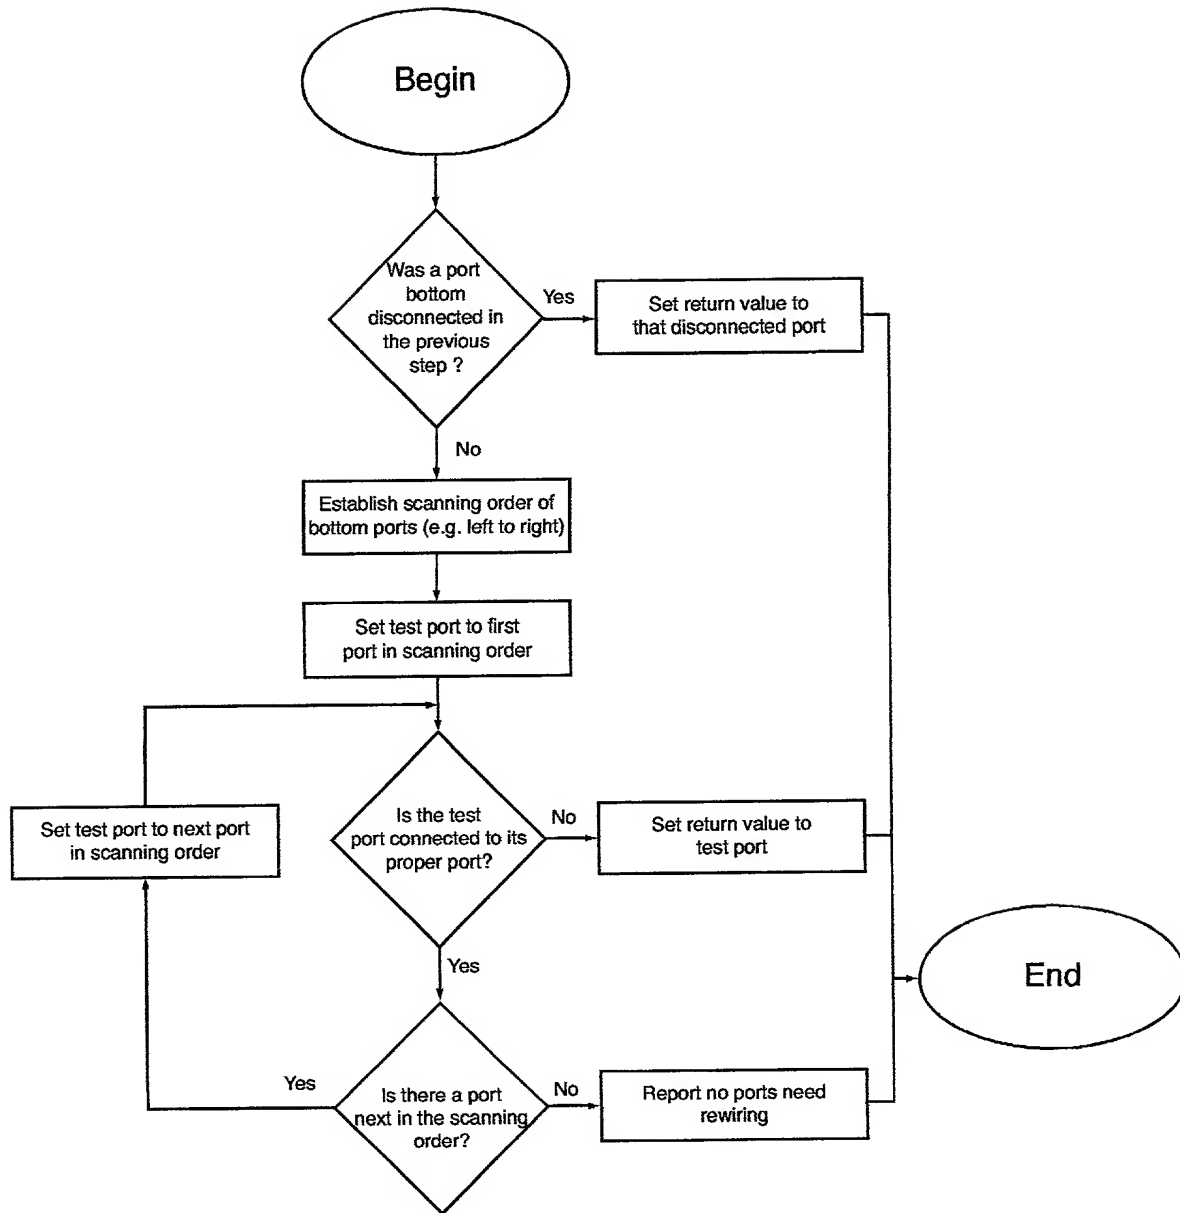 Begin
Was a port
bottom
disconnected in
the previous
step ?
Yes
Set return value to
that disconnected port
No
Establish scanning order of
bottom ports (e.g. left to right)
Set test port to first
port in scanning order
Set test port to next port
in scanning order
Is the test
port connected to its
proper port?
No
Set return value to
test port
Yes
End
Is there a port
next in the scanning
order?
Yes
No
Report no ports need
rewiring